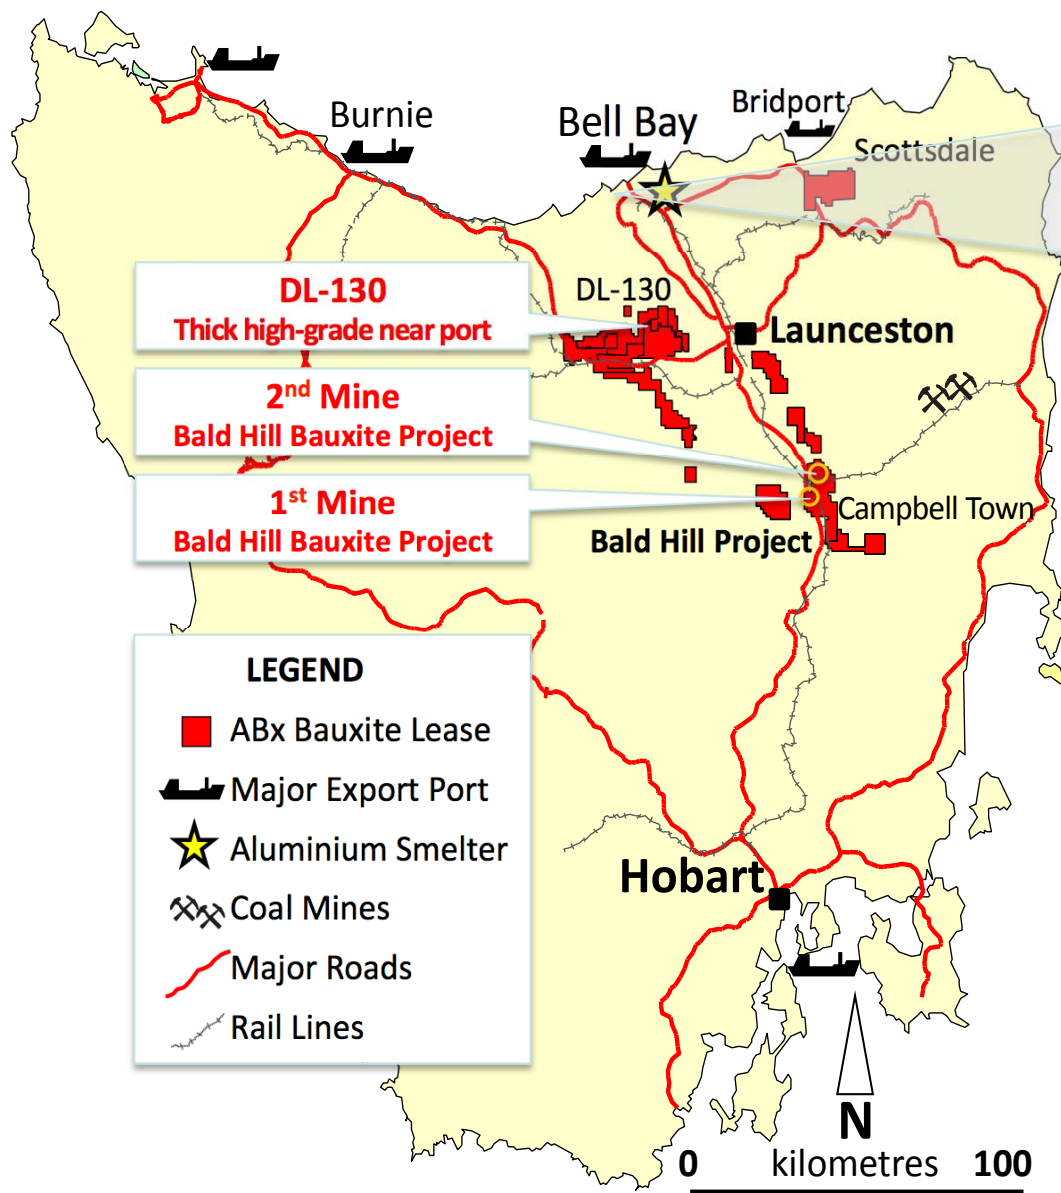 Burnie
Bell Bay
Bridport
Scottsdale
DL-130
Thick high-grade near port
DL-130
Launceston
2nd Mine
Bald Hill Bauxite Project
1st Mine
Bald Hill Bauxite Project
Campbell Town
Bald Hill Project
LEGEND
ABx Bauxite Lease
Major Export Port
Aluminium Smelter
Coal Mines
Major Roads
Rail Lines
Hobart
N
0 kilometres 100